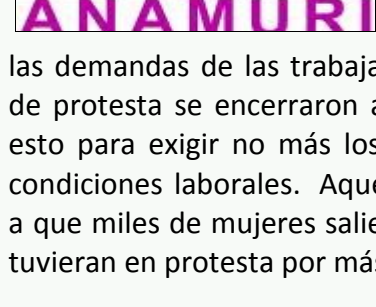 ANAMURI
las demandas de las trabaja
de protesta se encerraron a
esto para exigir no más los
condiciones laborales. Aque
a que miles de mujeres salie
tuvieran en protesta por más